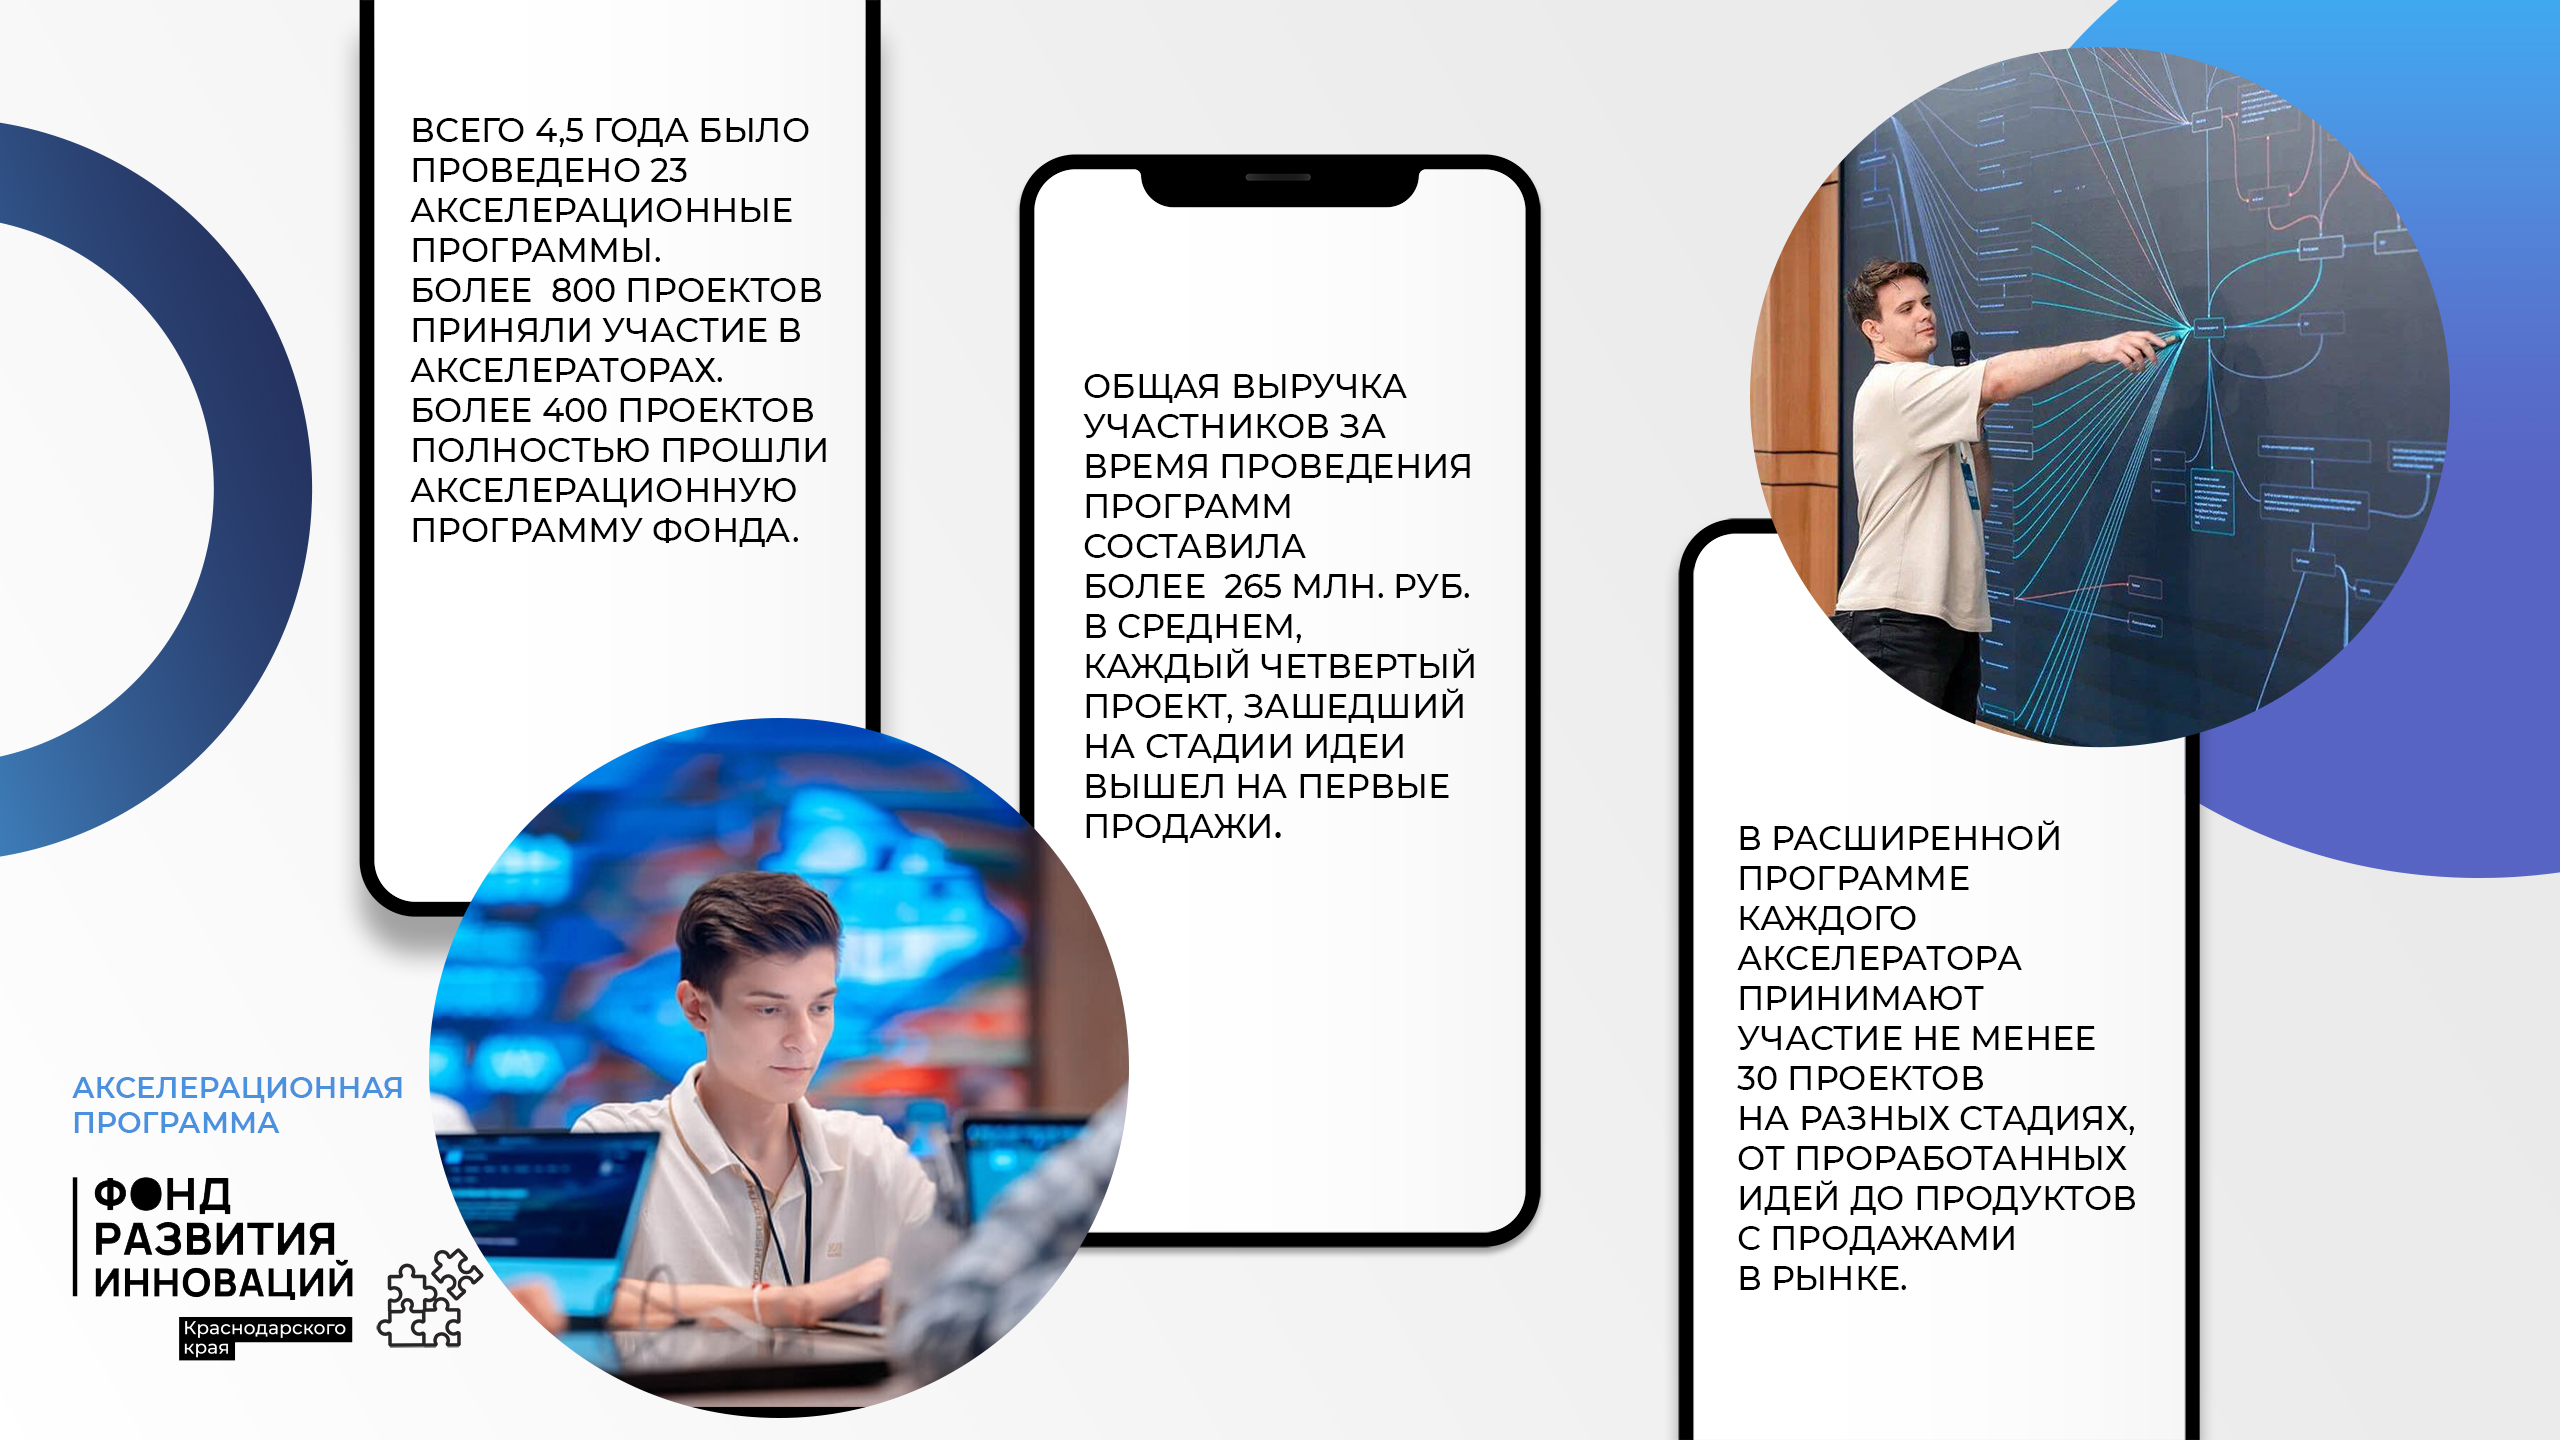 ВСЕГО 4,5 ГОДА БЫЛО
ПРОВЕДЕНО 23
АКСЕЛЕРАЦИОННЫЕ
ПРОГРАММЫ.
БОЛЕЕ  800 ПРОЕКТОВ
ПРИНЯЛИ УЧАСТИЕ В
АКСЕЛЕРАТОРАХ.
БОЛЕЕ 400 ПРОЕКТОВ
ПОЛНОСТЬЮ ПРОШЛИ
АКСЕЛЕРАЦИОННУЮ
ПРОГРАММУ ФОНДА.
ОБЩАЯ ВЫРУЧКА
УЧАСТНИКОВ ЗА
ВРЕМЯ ПРОВЕДЕНИЯ
ПРОГРАММ
СОСТАВИЛА
БОЛЕЕ  265 МЛН. РУБ.
В СРЕДНЕМ,
КАЖДЫЙ ЧЕТВЕРТЫЙ
ПРОЕКТ, ЗАШЕДШИЙ
НА СТАДИИ ИДЕИ
ВЫШЕЛ НА ПЕРВЫЕ
ПРОДАЖИ.
В РАСШИРЕННОЙ
ПРОГРАММЕ
КАЖДОГО
АКСЕЛЕРАТОРА
ПРИНИМАЮТ
УЧАСТИЕ НЕ МЕНЕЕ
30 ПРОЕКТОВ
НА РАЗНЫХ СТАДИЯХ,
ОТ ПРОРАБОТАННЫХ
ИДЕЙ ДО ПРОДУКТОВ
С ПРОДАЖАМИ
В РЫНКЕ.
АКСЕЛЕРАЦИОННАЯ
ПРОГРАММА
ФОНД
РАЗВИТИЯ
ИННОВАЦИЙ
Краснодарского
края